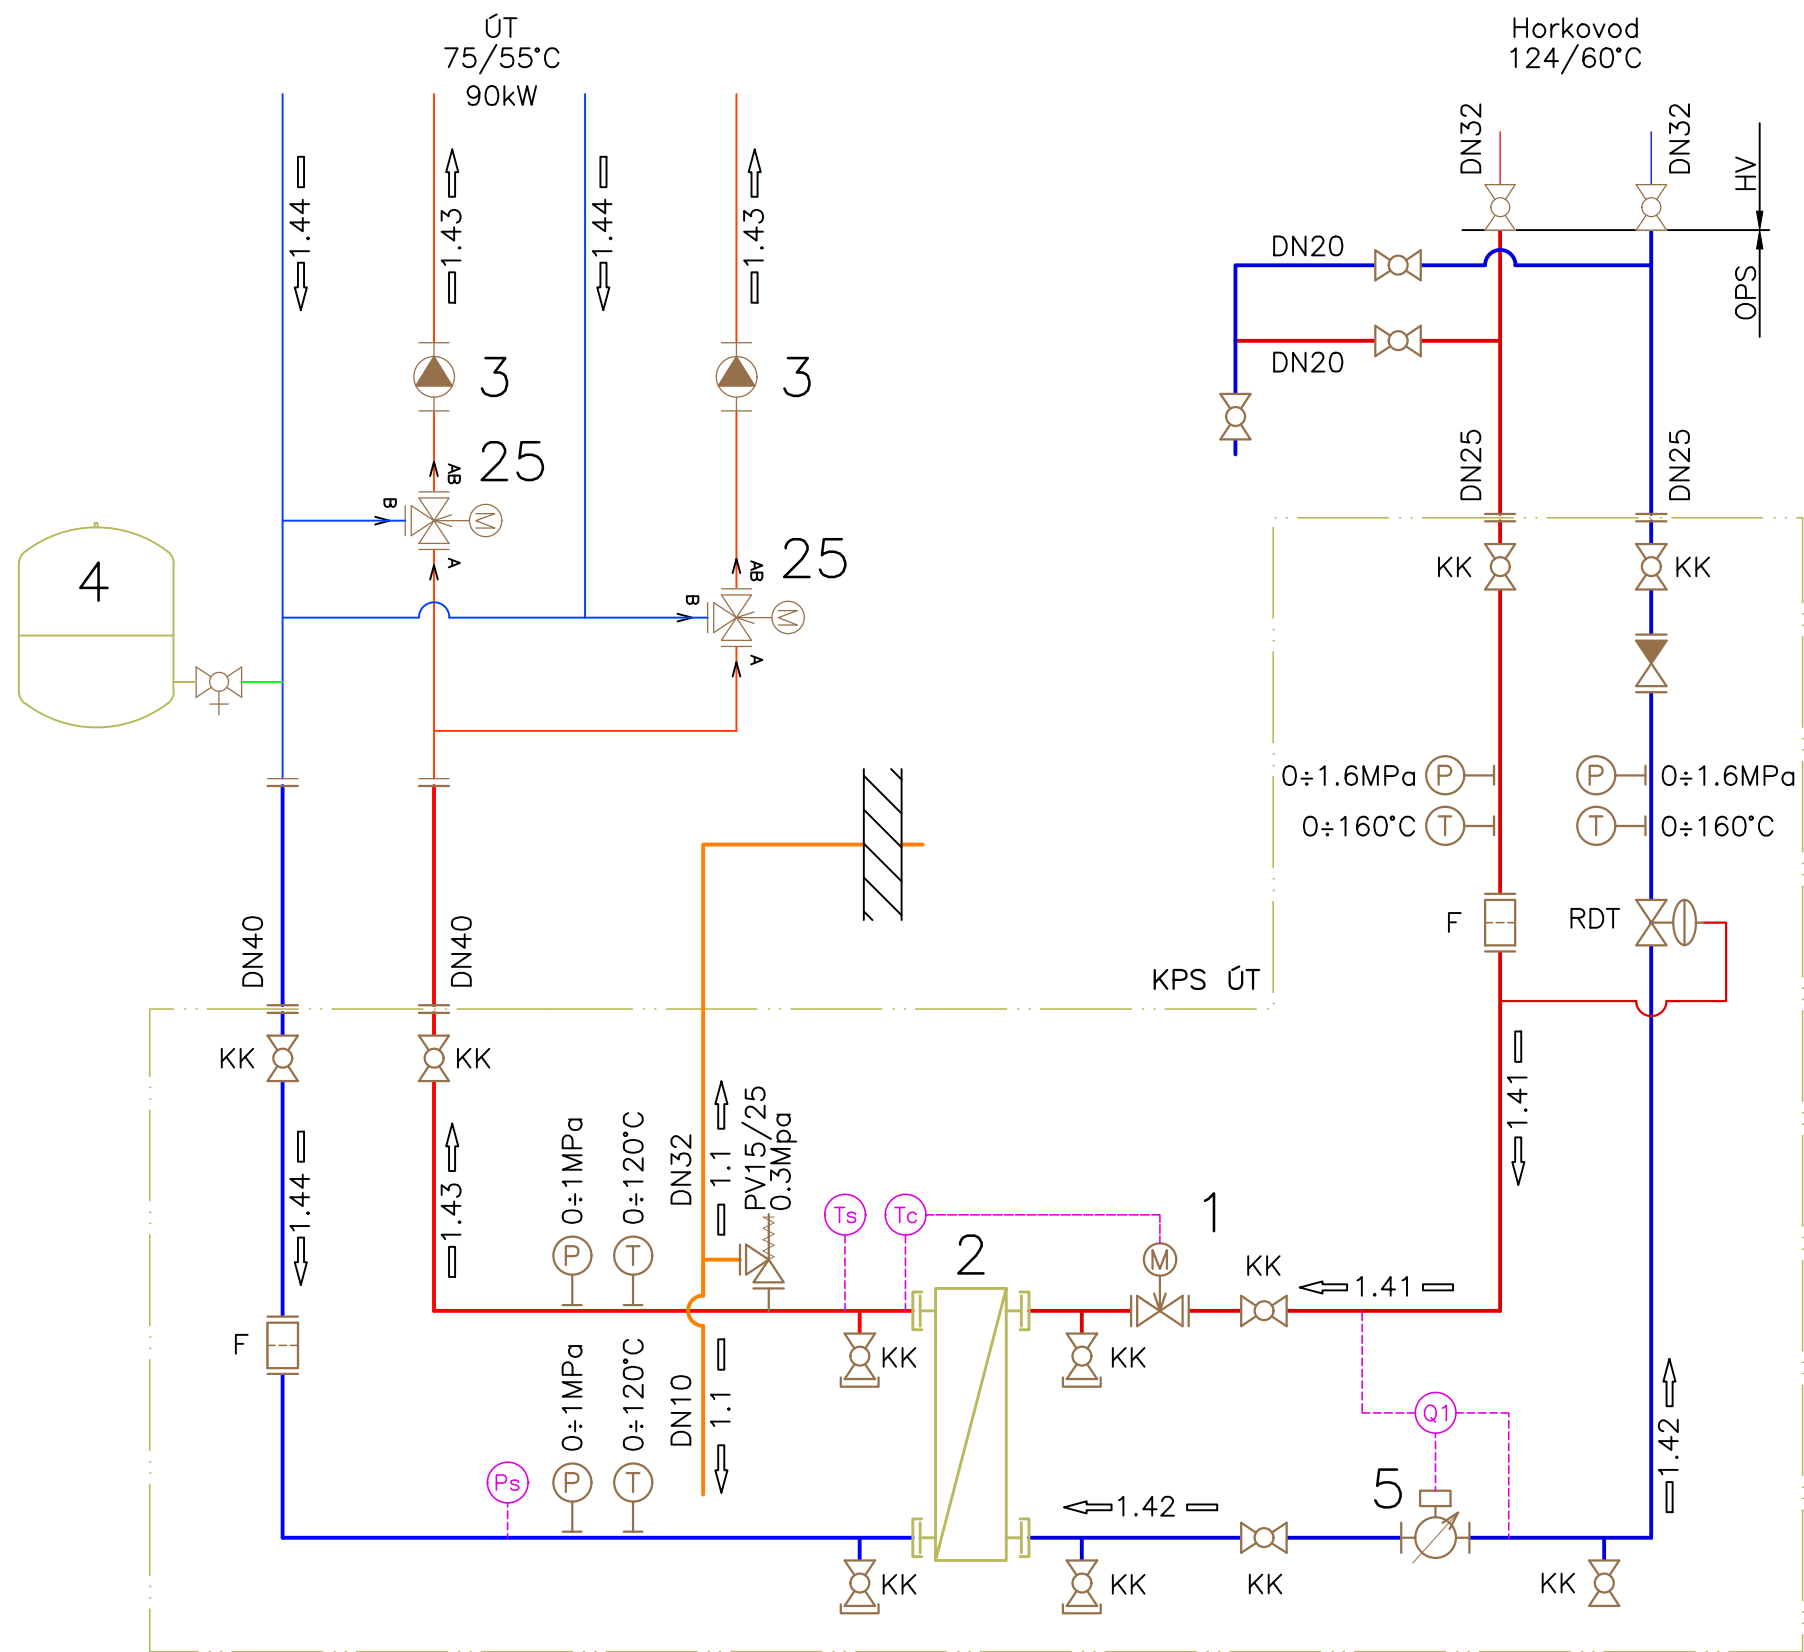 ÚT
75/55°C
90kW
Horkovod
124/60°C
DN32
DN32
HV
OPS
1.44
1.43
1.44
1.43
DN20
DN20
3
3
25
AB
B
M
A
25
AB
B
M
A
4
DN25
DN25
KK
KK
0÷1.6MPa
P
P
0÷1.6MPa
0÷160°C
T
T
0÷160°C
F
RDT
DN40
DN40
KPS ÚT
KK
KK
1.41
1.44
1.43
0÷1MPa
0÷120°C
DN32
1.1
PV15/25
0.3Mpa
P
T
Ts
Tc
1
M
2
KK
1.41
F
KK
KK
0÷1MPa
0÷120°C
DN10
1.1
Q1
1.42
Ps
P
T
5
1.42
KK
KK
KK
KK